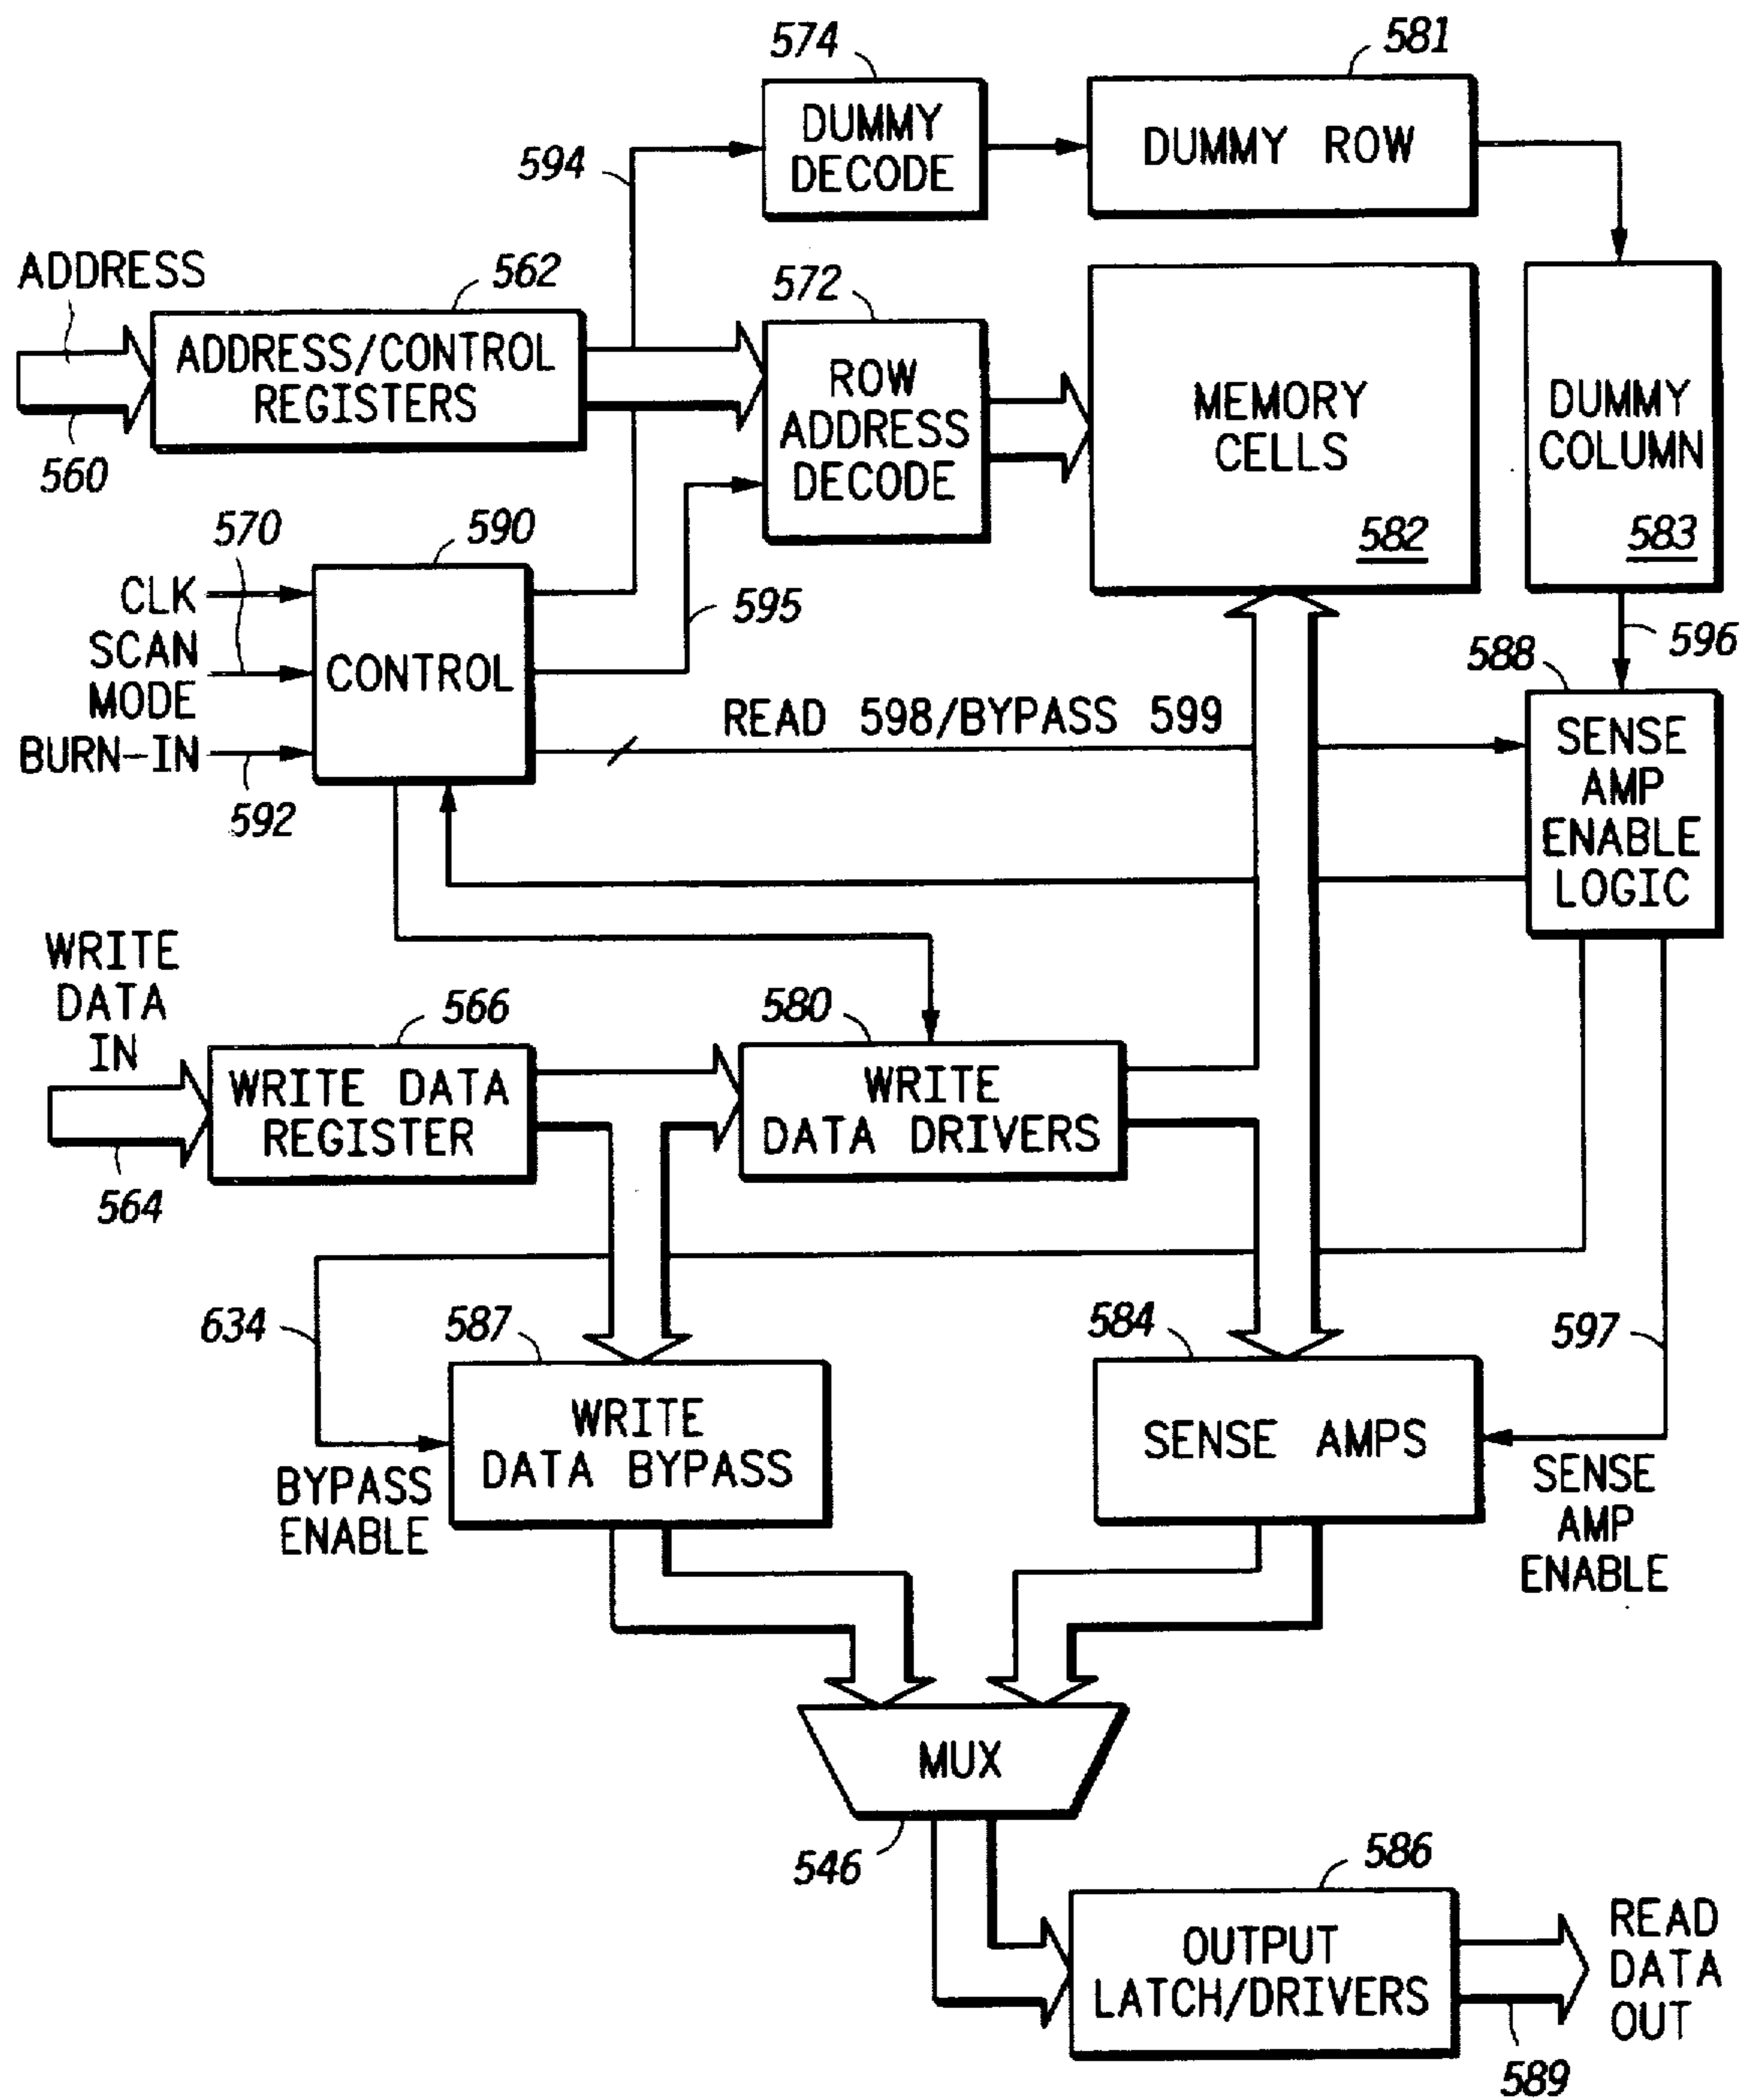 574
581
DUMMY
DECODE
DUMMY ROW
594
ADDRESS
562
572
ADDRESS/CONTROL
REGISTERS
ROW
ADDRESS
DECODE
MEMORY
CELLS
582
DUMMY
COLUMN
583
560
570
590
CLK
SCAN
MODE
BURN-IN
592
CONTROL
595
596
588
READ 598/BYPASS 599
SENSE
AMP
ENABLE
LOGIC
WRITE
DATA
IN
566
580
WRITE DATA
REGISTER
WRITE
DATA DRIVERS
564
634
587
584
597
WRITE
DATA BYPASS
SENSE AMPS
BYPASS
ENABLE
SENSE
AMP
ENABLE
MUX
546
586
OUTPUT
LATCH/DRIVERS
READ
DATA
OUT
589